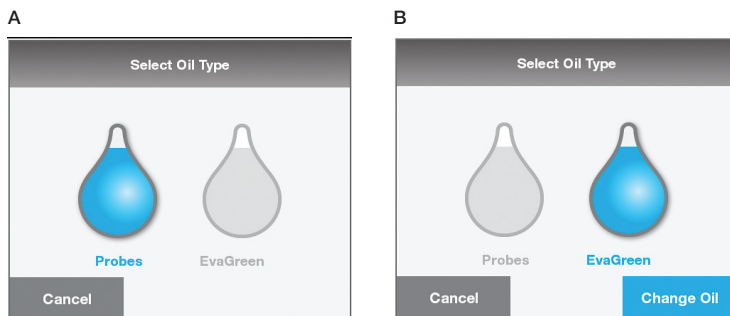 A
Select Oil Type
Probes EvaGreen
Cancel
B
Select Oil Type
Probes EvaGreen
Cancel Change Oil